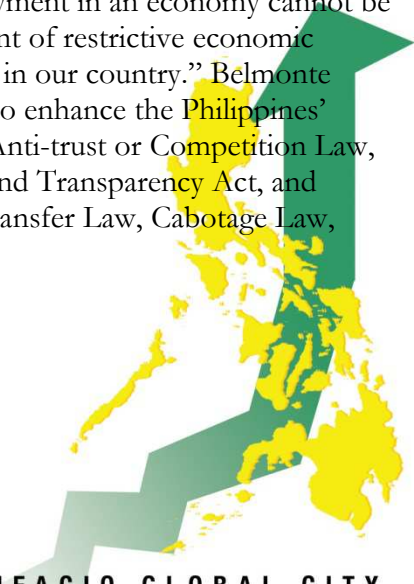 yment in an economy cannot be
nt of restrictive economic
in our country.” Belmonte
o enhance the Philippines’
Anti-trust or Competition Law,
nd Transparency Act, and
ansfer Law, Cabotage Law,
IFACIO GLOBAL CITY